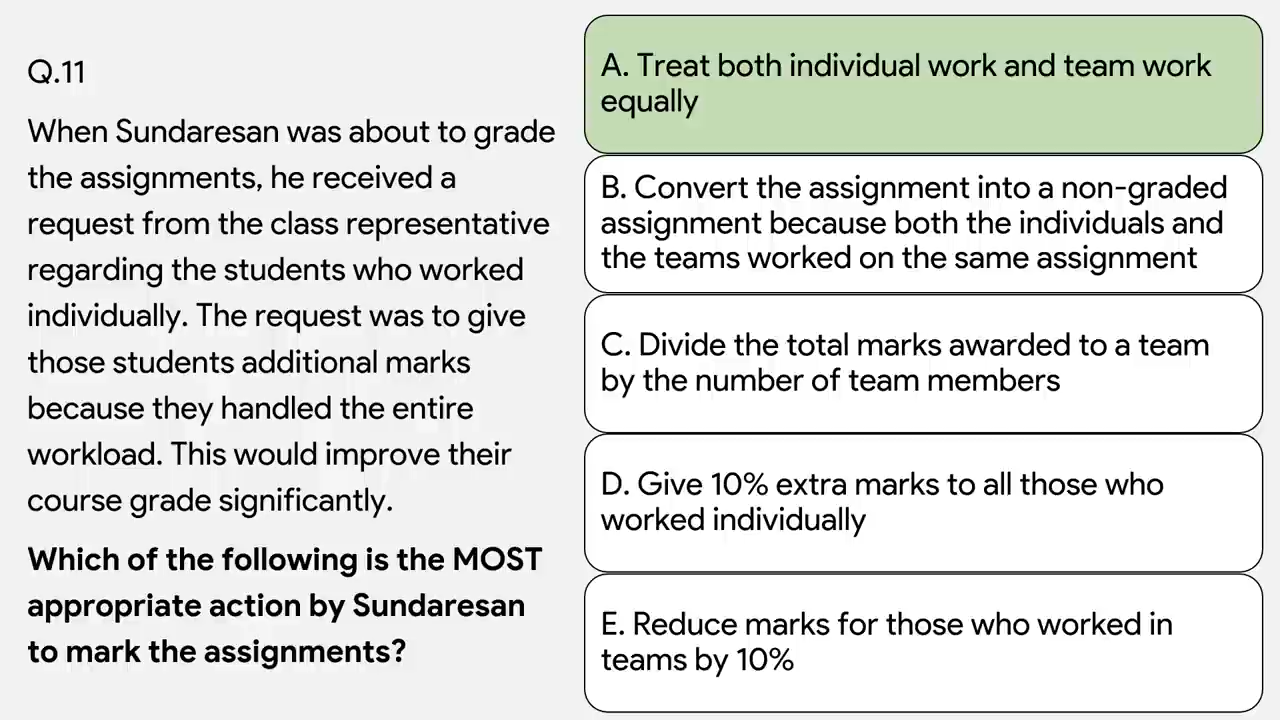 Q.11
When Sundaresan was about to grade
the assignments, he received a
request from the class representative
regarding the students who worked
individually. The request was to give
those students additional marks
because they handled the entire
workload. This would improve their
course grade significantly.
Which of the following is the MOST
appropriate action by Sundaresan
to mark the assignments?
A. Treat both individual work and team work
equally
B. Convert the assignment into a non-graded
assignment because both the individuals and
the teams worked on the same assignment
C. Divide the total marks awarded to a team
by the number of team members
D. Give 10% extra marks to all those who
worked individually
E. Reduce marks for those who worked in
teams by 10%